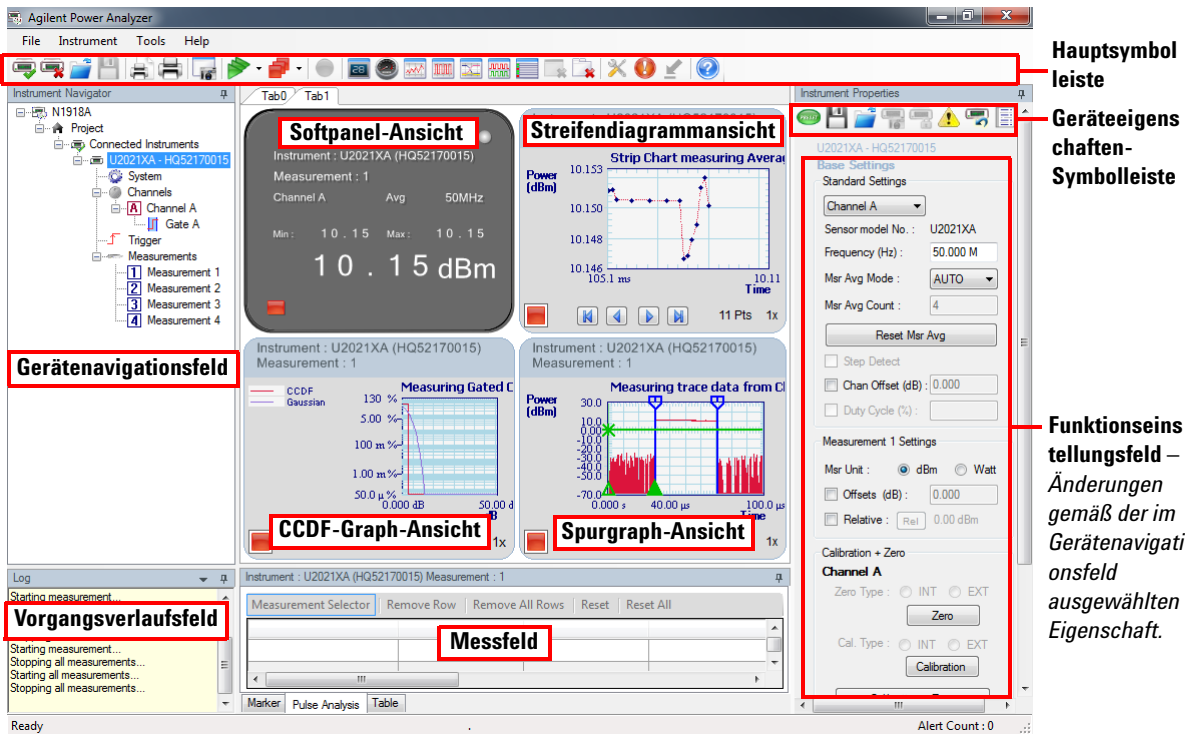 Agilent Power Analyzer
File Instrument Tools Help
Hauptsymbol
leiste
Geräteeigens
chaften-
Symbolleiste
Instrument Navigator
N1918A
Project
Connected Instruments
U2021XA - HQ52170015
System
Channels
A Channel A
Gate A
Trigger
Measurements
1 Measurement 1
2 Measurement 2
3 Measurement 3
4 Measurement 4
Gerätenavigationsfeld
Tab0 Tab1
Softpanel-Ansicht
Instrument : U2021XA (HQ52170015)
Measurement : 1
Channel A Avg 50MHz
Min : 10.15 Max : 10.15
10.15 dBm
Streifendiagrammansicht
Strip Chart measuring Avera
Power
(dBm)
10.153
10.150
10.148
10.146
105.1 ms 10.11
Time
11 Pts 1x
Instrument : U2021XA (HQ52170015)
Measurement : 1
CCDF
Gaussian
Measuring Gated C
130 %
5.00 %
100 m%
1.00 m%
50.0 µ%
0.000 dB 50.00 d
B
CCDF-Graph-Ansicht
1x
Instrument : U2021XA (HQ52170015)
Measurement : 1
Measuring trace data from Cl
Power
(dBm)
30.0
10.0
0.00
-10.0
-20.0
-30.0
-40.0
-50.0
-70.0
0.000 s 40.00 µs 100.0 µs
Time
Spurgraph-Ansicht
1x
Instrument Properties
U2021XA - HQ52170015
Base Settings
Standard Settings
Channel A
Sensor model No. : U2021XA
Frequency (Hz) : 50.000 M
Msr Avg Mode : AUTO
Msr Avg Count : 4
Reset Msr Avg
Step Detect
Chan Offset (dB) : 0.000
Duty Cycle (%) :
Measurement 1 Settings
Msr Unit : dBm Watt
Offsets (dB) : 0.000
Relative : Rel 0.00 dBm
Calibration + Zero
Channel A
Zero Type : INT EXT
Zero
Cal. Type : INT EXT
Calibration
Funktionseins
tellungsfeld –
Änderungen
gemäß der im
Gerätenavigati
onsfeld
ausgewählten
Eigenschaft.
Log
Starting measurement...
Vorgangsverlaufsfeld
Starting measurement...
Stopping all measurements...
Starting all measurements...
Stopping all measurements...
Instrument : U2021XA (HQ52170015) Measurement : 1
Measurement Selector Remove Row Remove All Rows Reset Reset All
Messfeld
Marker Pulse Analysis Table
Ready
Alert Count : 0